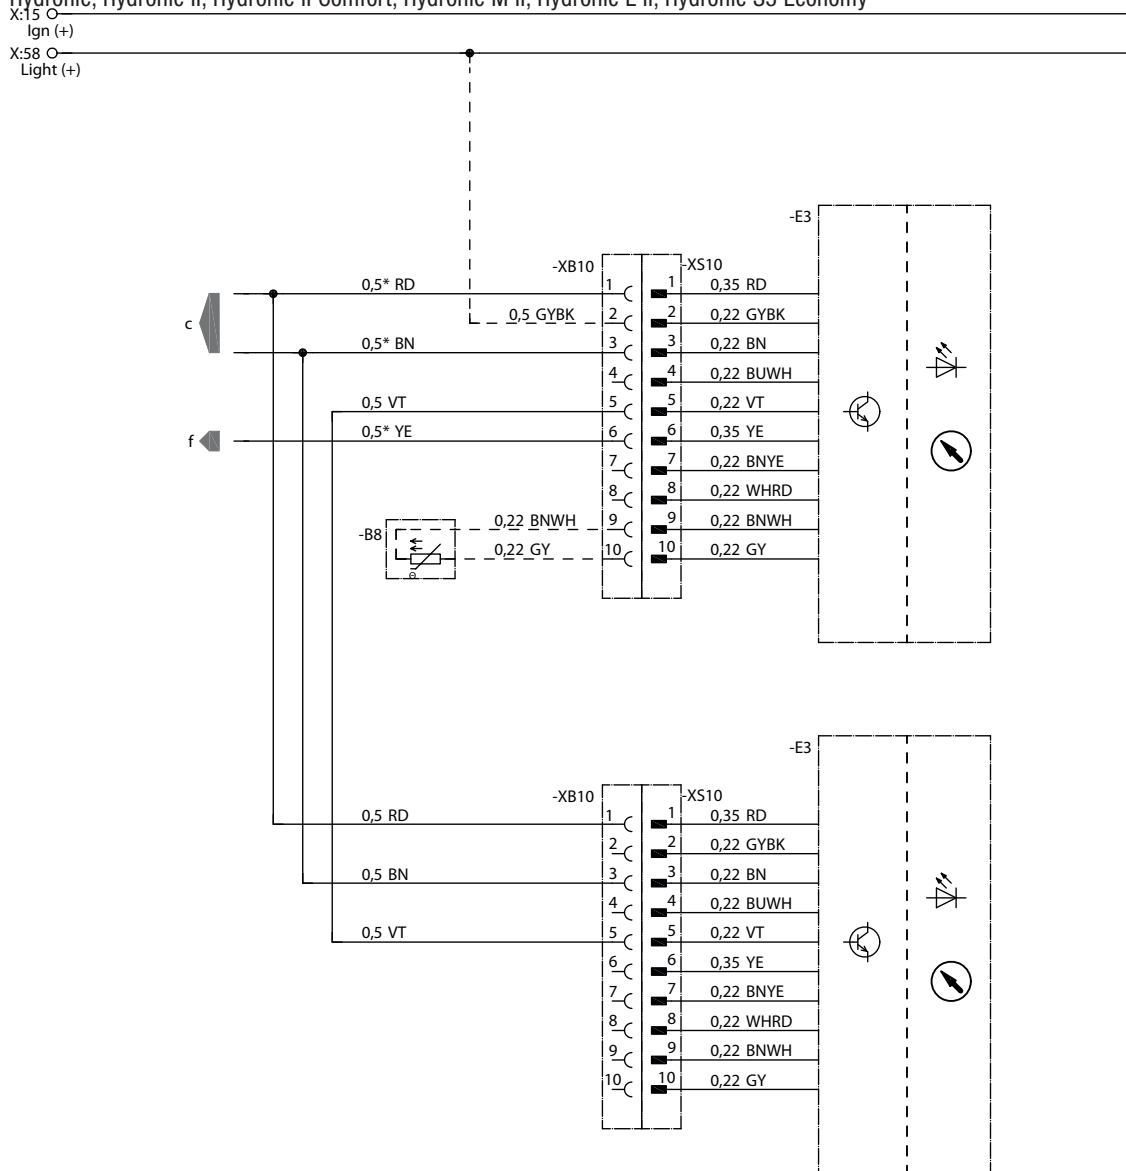 Hydronic, Hydronic II, Hydronic II Comfort, Hydronic M II, Hydronic L II, Hydronic S3 Economy
X:15
Ign (+)
X:58
Light (+)
-E3
-XB10 -XS10
0,5* RD 1 1 0,35 RD
0,5 GYBK 2 2 0,22 GYBK
c
0,5* BN 3 3 0,22 BN
4 4 0,22 BUWH
0,5 VT 5 5 0,22 VT
f 0,5* YE 6 6 0,35 YE
7 7 0,22 BNYE
8 8 0,22 WHRD
-B8 0,22 BNWH 9 9 0,22 BNWH
0,22 GY 10 10 0,22 GY
-E3
-XB10 -XS10
0,5 RD 1 1 0,35 RD
2 2 0,22 GYBK
0,5 BN 3 3 0,22 BN
4 4 0,22 BUWH
0,5 VT 5 5 0,22 VT
6 6 0,35 YE
7 7 0,22 BNYE
8 8 0,22 WHRD
9 9 0,22 BNWH
10 10 0,22 GY